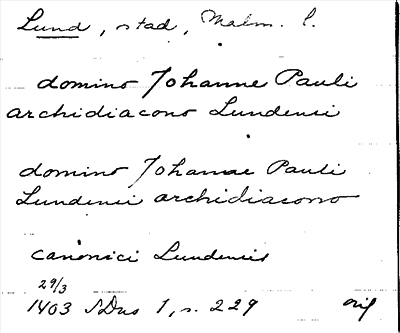 Lund, stad, Malm. l.
domino Johanne Pauli
archidiacono Lundensi
domino Johanne Pauli
Lundensi archidiacono
canonici Lundensis
29/3
1403 SDns 1, s. 229 orig